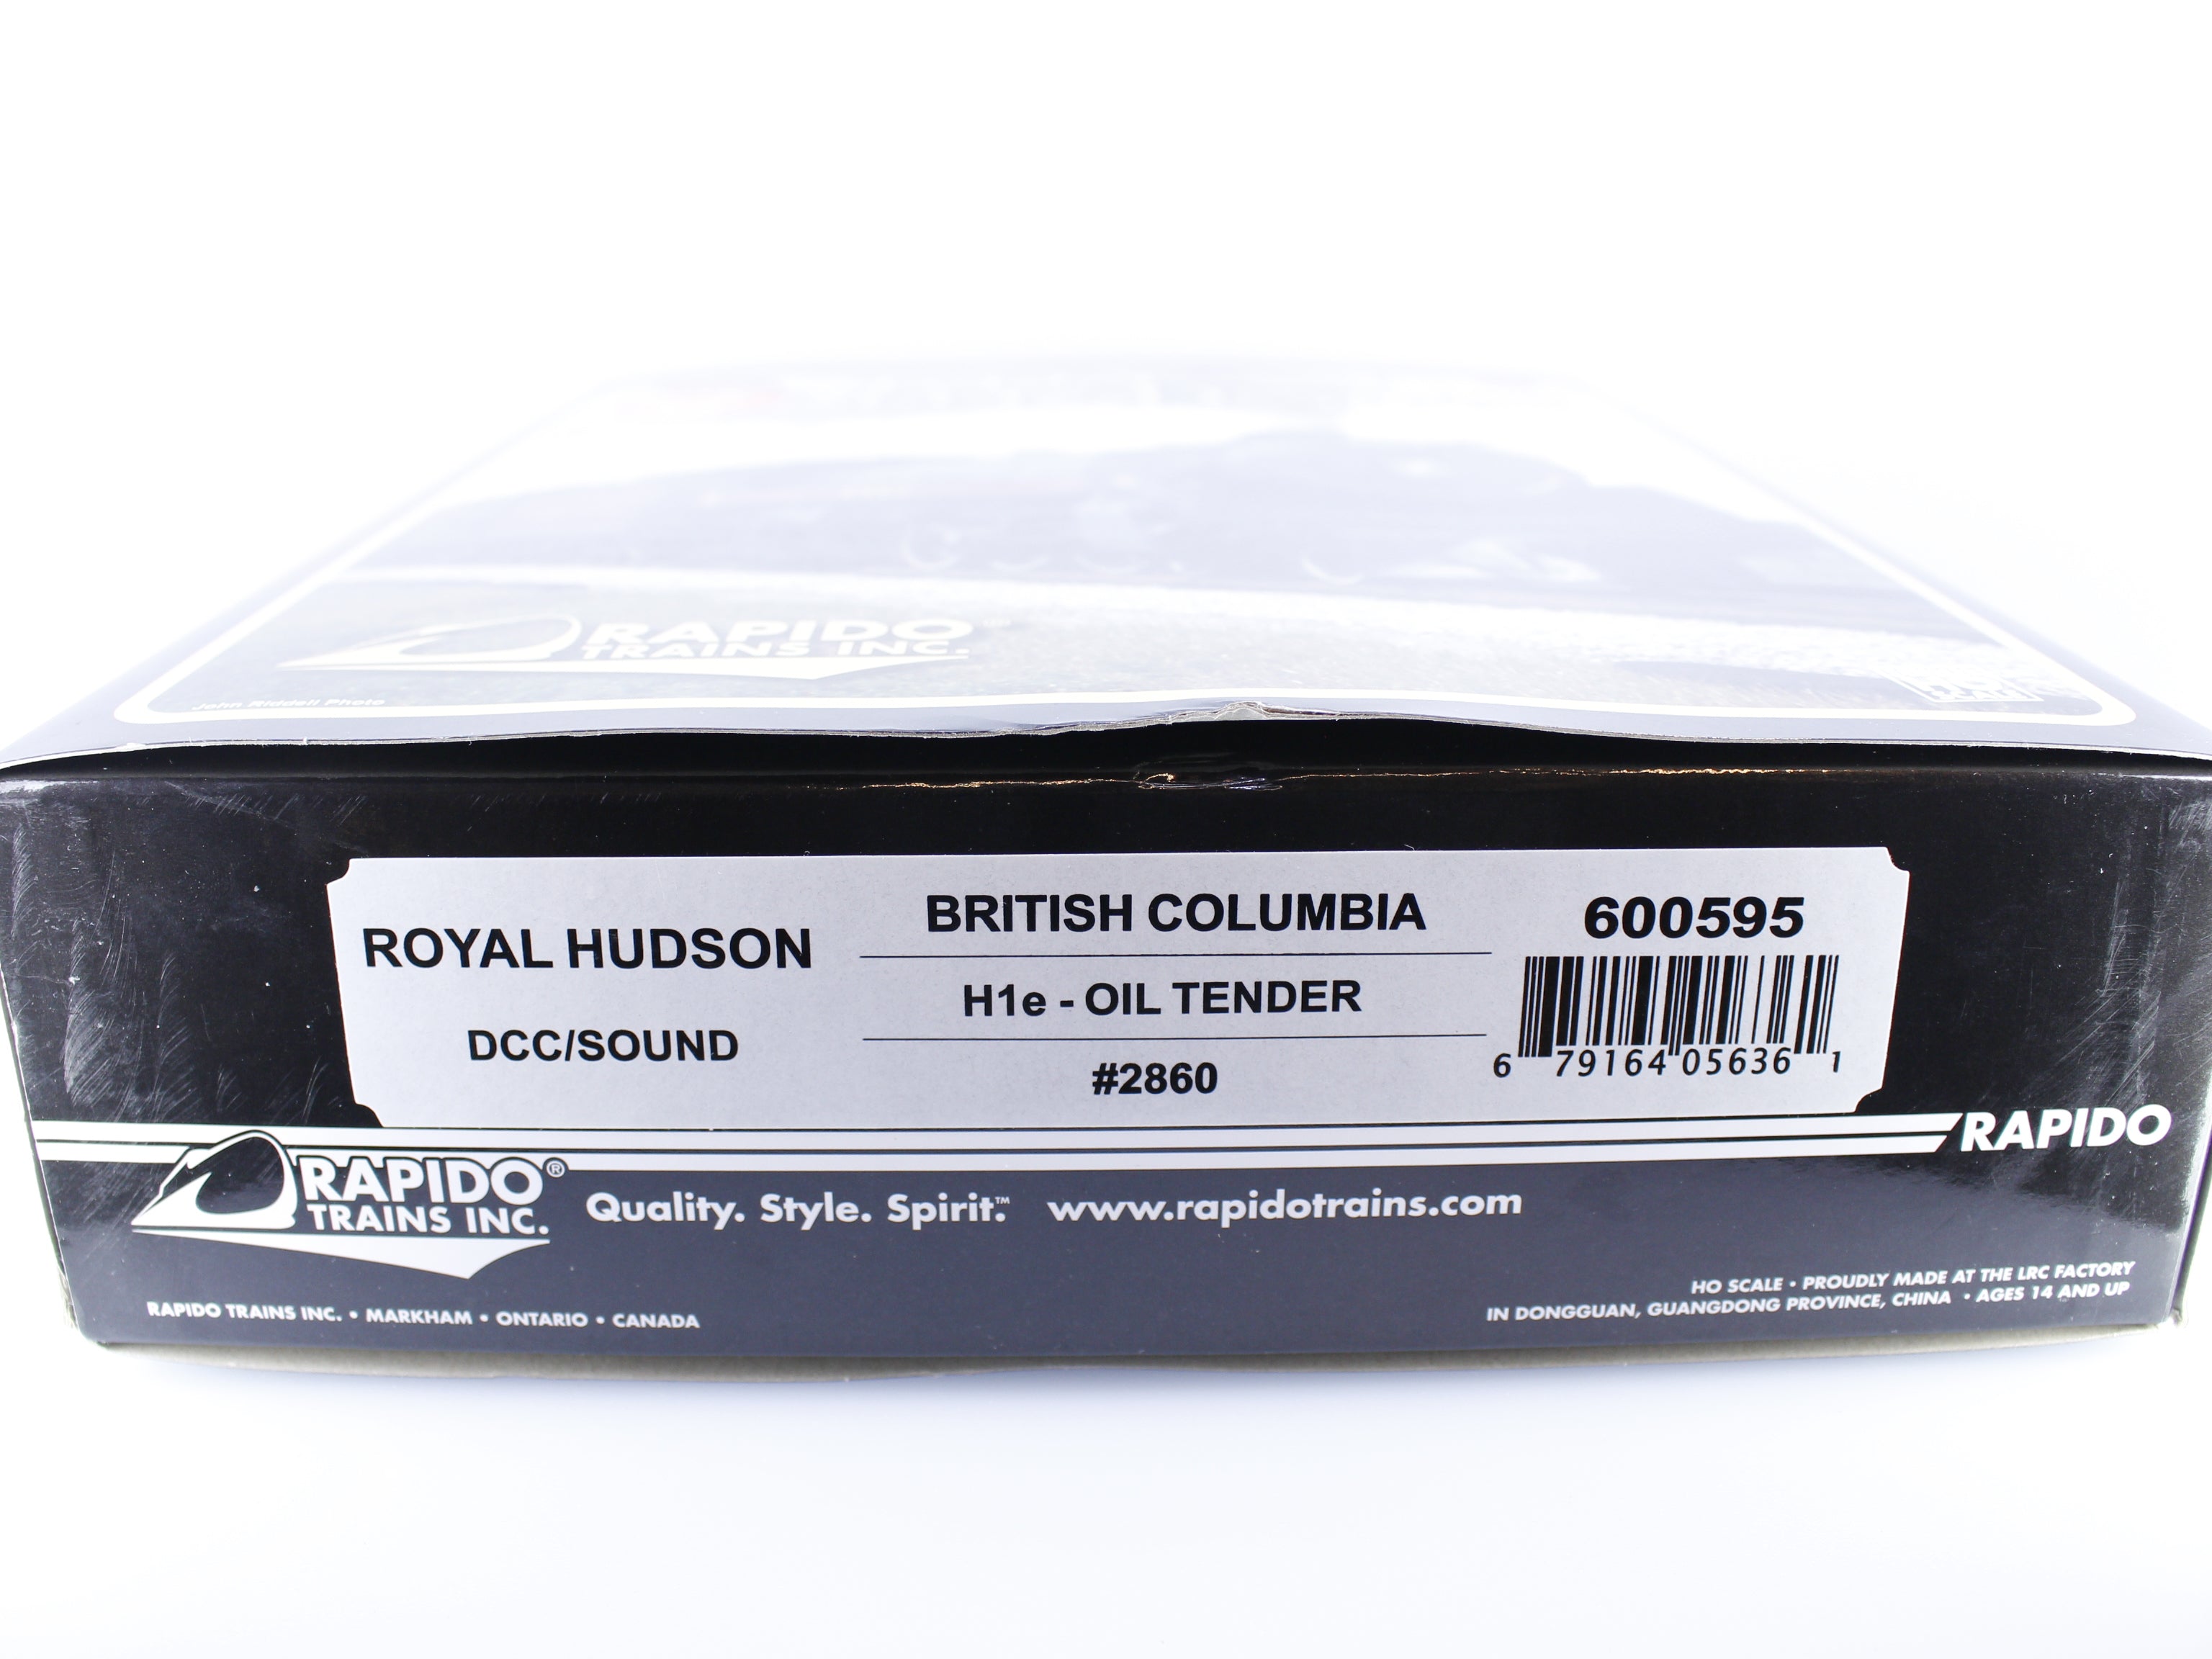 RAPIDO
TRAINS INC.
John Riddell Photo
ROYAL HUDSON
DCC/SOUND
BRITISH COLUMBIA
H1e - OIL TENDER
#2860
600595
6 79164 05636 1
RAPIDO
RAPIDO®
TRAINS INC.
Quality. Style. Spirit.™ www.rapidotrains.com
RAPIDO TRAINS INC. • MARKHAM • ONTARIO • CANADA
HO SCALE • PROUDLY MADE AT THE LRC FACTORY
IN DONGGUAN, GUANGDONG PROVINCE, CHINA • AGES 14 AND UP